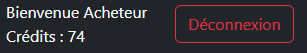 Bienvenue Acheteur
Crédits : 74
Déconnexion